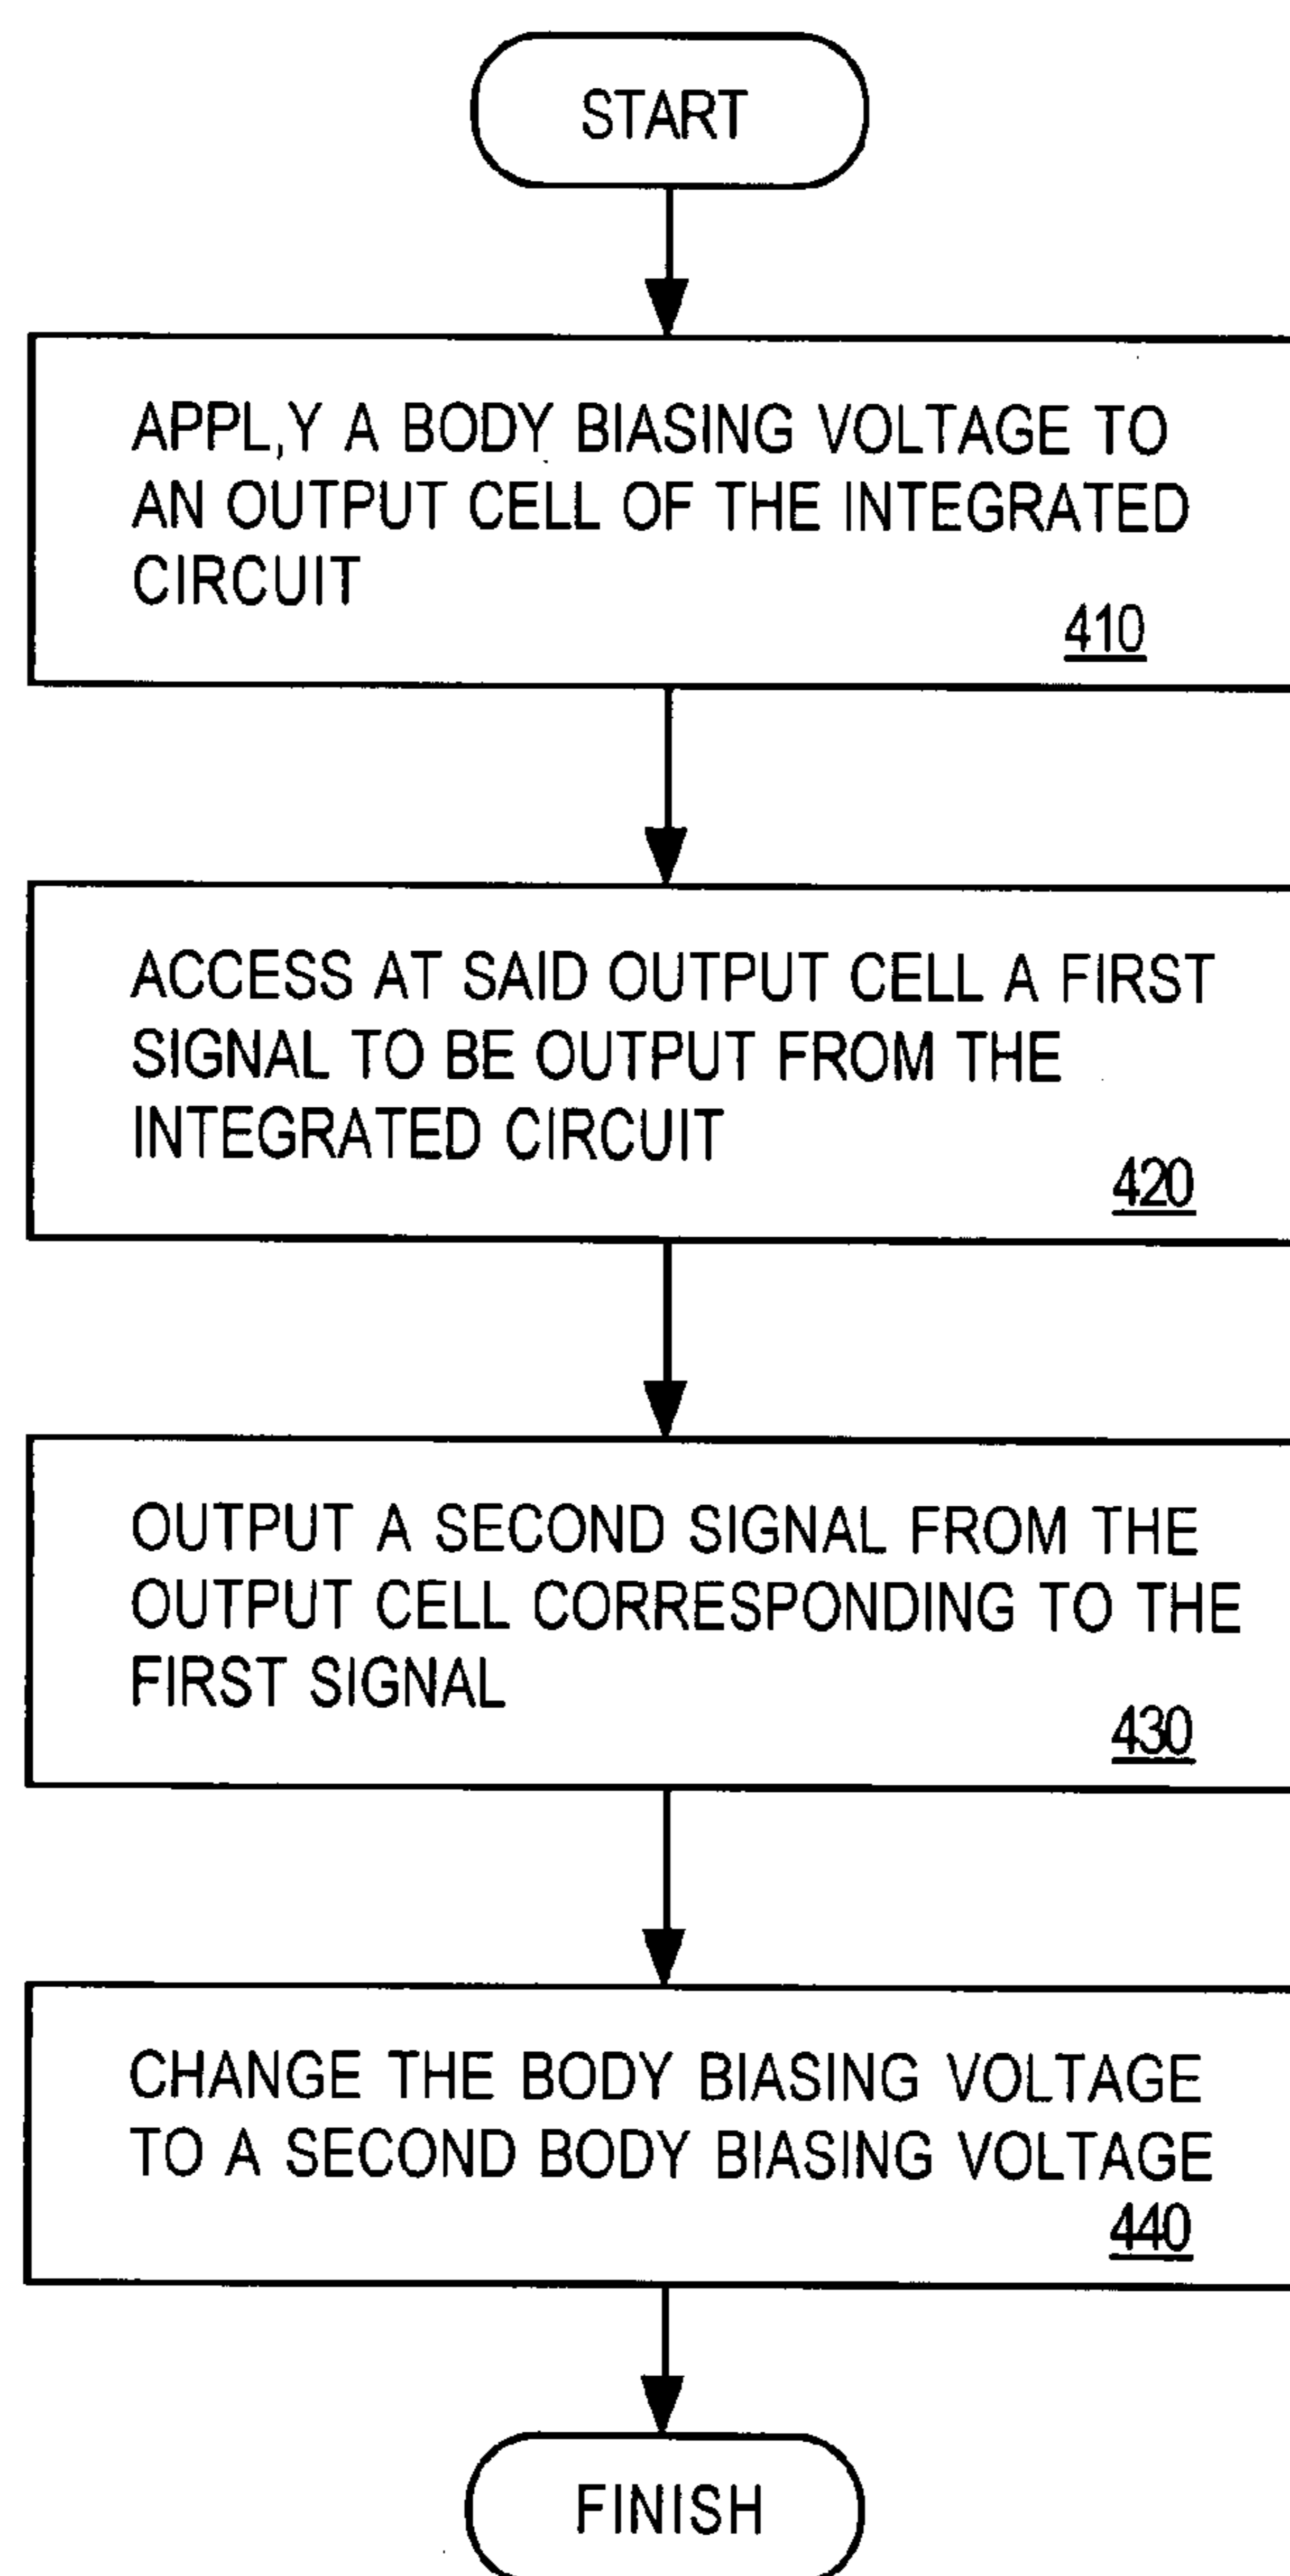 START
APPL,Y A BODY BIASING VOLTAGE TO
AN OUTPUT CELL OF THE INTEGRATED
CIRCUIT
410
ACCESS AT SAID OUTPUT CELL A FIRST
SIGNAL TO BE OUTPUT FROM THE
INTEGRATED CIRCUIT
420
OUTPUT A SECOND SIGNAL FROM THE
OUTPUT CELL CORRESPONDING TO THE
FIRST SIGNAL
430
CHANGE THE BODY BIASING VOLTAGE
TO A SECOND BODY BIASING VOLTAGE
440
FINISH